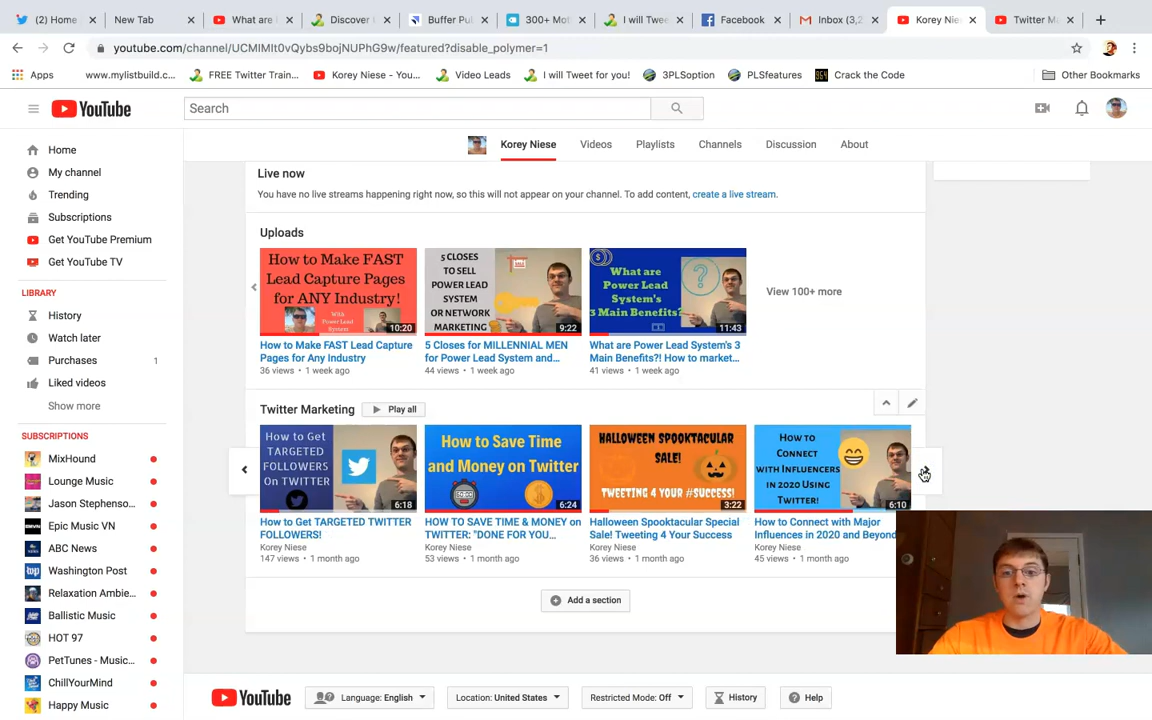 (2) Home
New Tab
What are
Discover
Buffer Pu
300+ Mot
I will Twee
Facebook
Inbox (3,2
Korey Nie
Twitter M
youtube.com/channel/UCMIMIt0vQybs9bojNUPhG9w/featured?disable_polymer=1
Apps
www.mylistbuild.c...
FREE Twitter Train...
Korey Niese - You...
Video Leads
I will Tweet for you!
3PLSoption
PLSfeatures
Crack the Code
Other Bookmarks
YouTube
Search
Korey Niese
Videos
Playlists
Channels
Discussion
About
Home
My channel
Trending
Subscriptions
Get YouTube Premium
Get YouTube TV
LIBRARY
History
Watch later
Purchases 1
Liked videos
Show more
SUBSCRIPTIONS
MixHound
Lounge Music
Jason Stephenso...
Epic Music VN
ABC News
Washington Post
Relaxation Ambie...
Ballistic Music
HOT 97
PetTunes - Music...
ChillYourMind
Happy Music
Live now
You have no live streams happening right now, so this will not appear on your channel. To add content, create a live stream.
Uploads
How to Make FAST
Lead Capture Pages
for ANY Industry!
With
Power Lead
System
10:20
How to Make FAST Lead Capture
Pages for Any Industry
36 views • 1 week ago
5 CLOSES
TO SELL
POWER LEAD
SYSTEM
OR NETWORK
MARKETING
9:22
5 Closes for MILLENNIAL MEN
for Power Lead System and...
44 views • 1 week ago
What are
Power Lead
System's
3 Main Benefits?
11:43
What are Power Lead System's 3
Main Benefits?! How to market...
41 views • 1 week ago
View 100+ more
Twitter Marketing
Play all
How to Get
TARGETED
FOLLOWERS
On TWITTER
6:18
How to Get TARGETED TWITTER
FOLLOWERS!
Korey Niese
147 views • 1 month ago
How to Save Time
and Money on Twitter
6:24
HOW TO SAVE TIME & MONEY on
TWITTER: "DONE FOR YOU...
Korey Niese
53 views • 1 month ago
HALLOWEEN SPOOKTACULAR
SALE!
TWEETING 4 YOUR #SUCCESS!
3:22
Halloween Spooktacular Special
Sale! Tweeting 4 Your Success
Korey Niese
36 views • 1 month ago
HOW TO
CONNECT
WITH INFLUENCERS
IN 2020 USING
TWITTER!
6:10
How to Connect with Major
Influences in 2020 and Beyond
Korey Niese
45 views • 1 month ago
Add a section
YouTube
Language: English
Location: United States
Restricted Mode: Off
History
Help